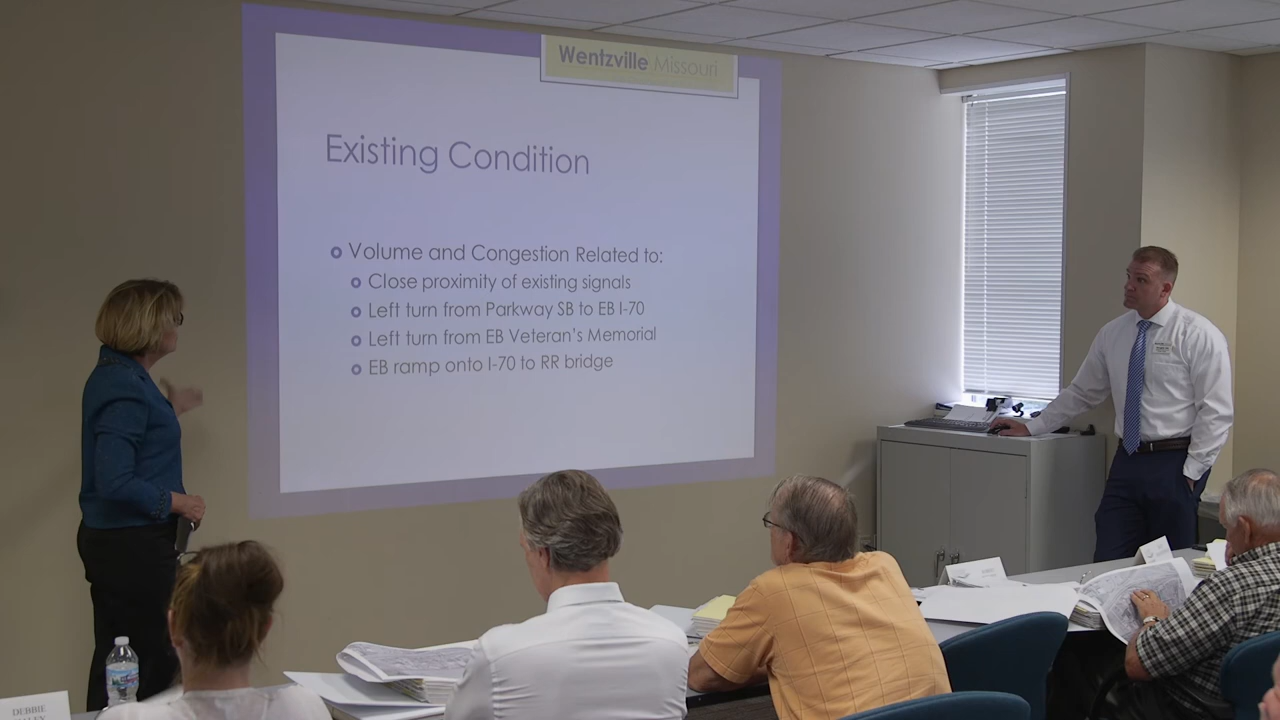 Wentzville Missouri
Existing Condition
Volume and Congestion Related to:
Close proximity of existing signals
Left turn from Parkway SB to EB I-70
Left turn from EB Veteran's Memorial
EB ramp onto I-70 to RR bridge
DEBBIE